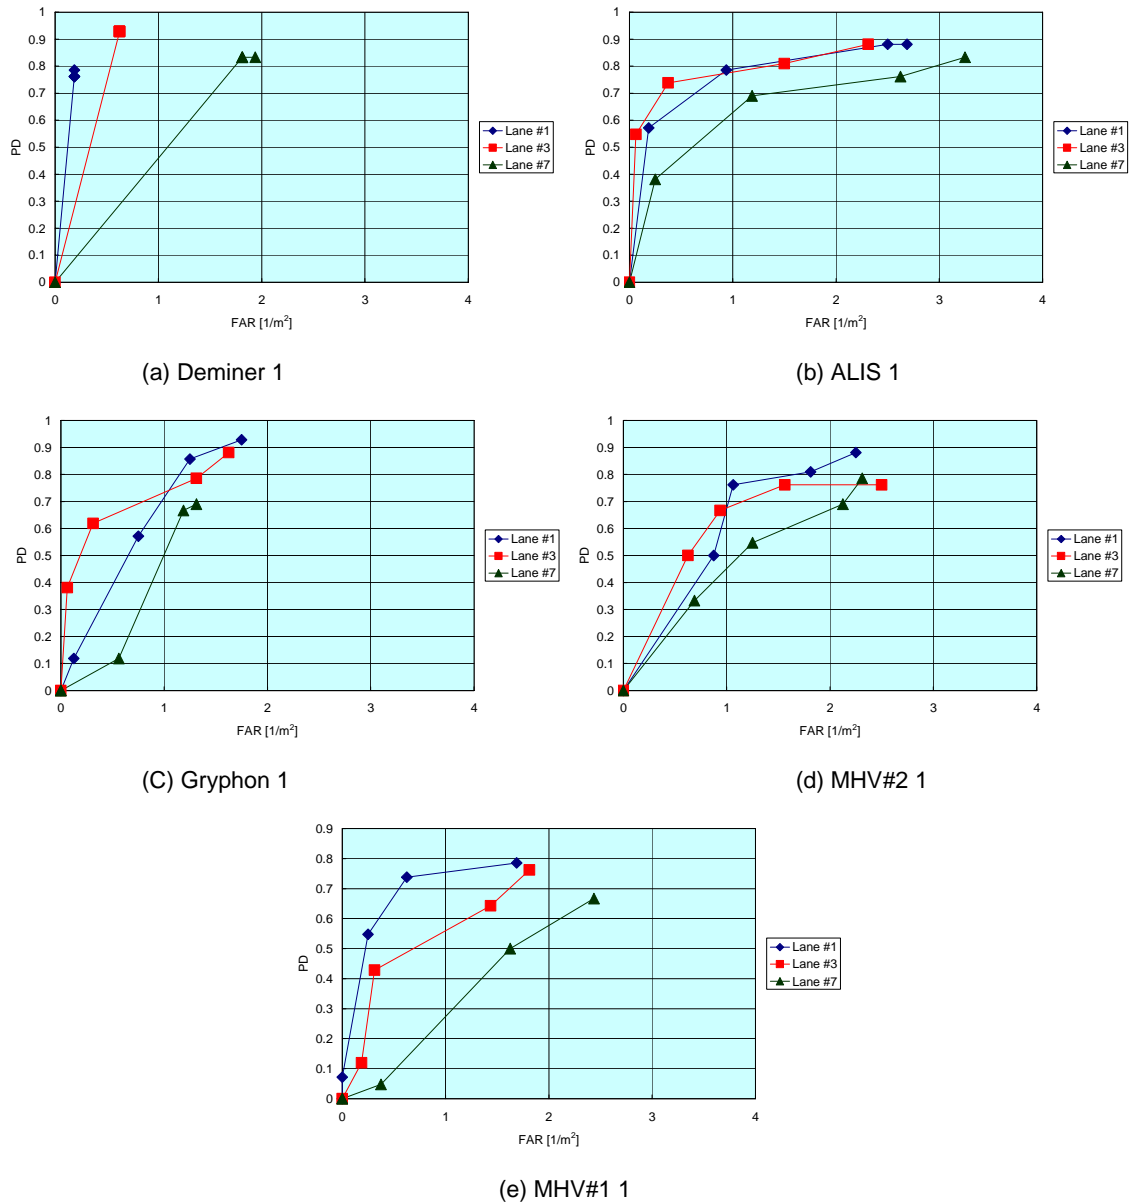 1
0.9
0.8
0.7
0.6
0.5
0.4
0.3
0.2
0.1
0
PD
0 1 2 3 4
FAR [1/m²]
Lane #1
Lane #3
Lane #7
(a) Deminer 1
1
0.9
0.8
0.7
0.6
0.5
0.4
0.3
0.2
0.1
0
PD
0 1 2 3 4
FAR [1/m²]
Lane #1
Lane #3
Lane #7
(b) ALIS 1
1
0.9
0.8
0.7
0.6
0.5
0.4
0.3
0.2
0.1
0
PD
0 1 2 3 4
FAR [1/m²]
Lane #1
Lane #3
Lane #7
(C) Gryphon 1
1
0.9
0.8
0.7
0.6
0.5
0.4
0.3
0.2
0.1
0
PD
0 1 2 3 4
FAR [1/m²]
Lane #1
Lane #3
Lane #7
(d) MHV#2 1
0.9
0.8
0.7
0.6
0.5
0.4
0.3
0.2
0.1
0
PD
0 1 2 3 4
FAR [1/m²]
Lane #1
Lane #3
Lane #7
(e) MHV#1 1